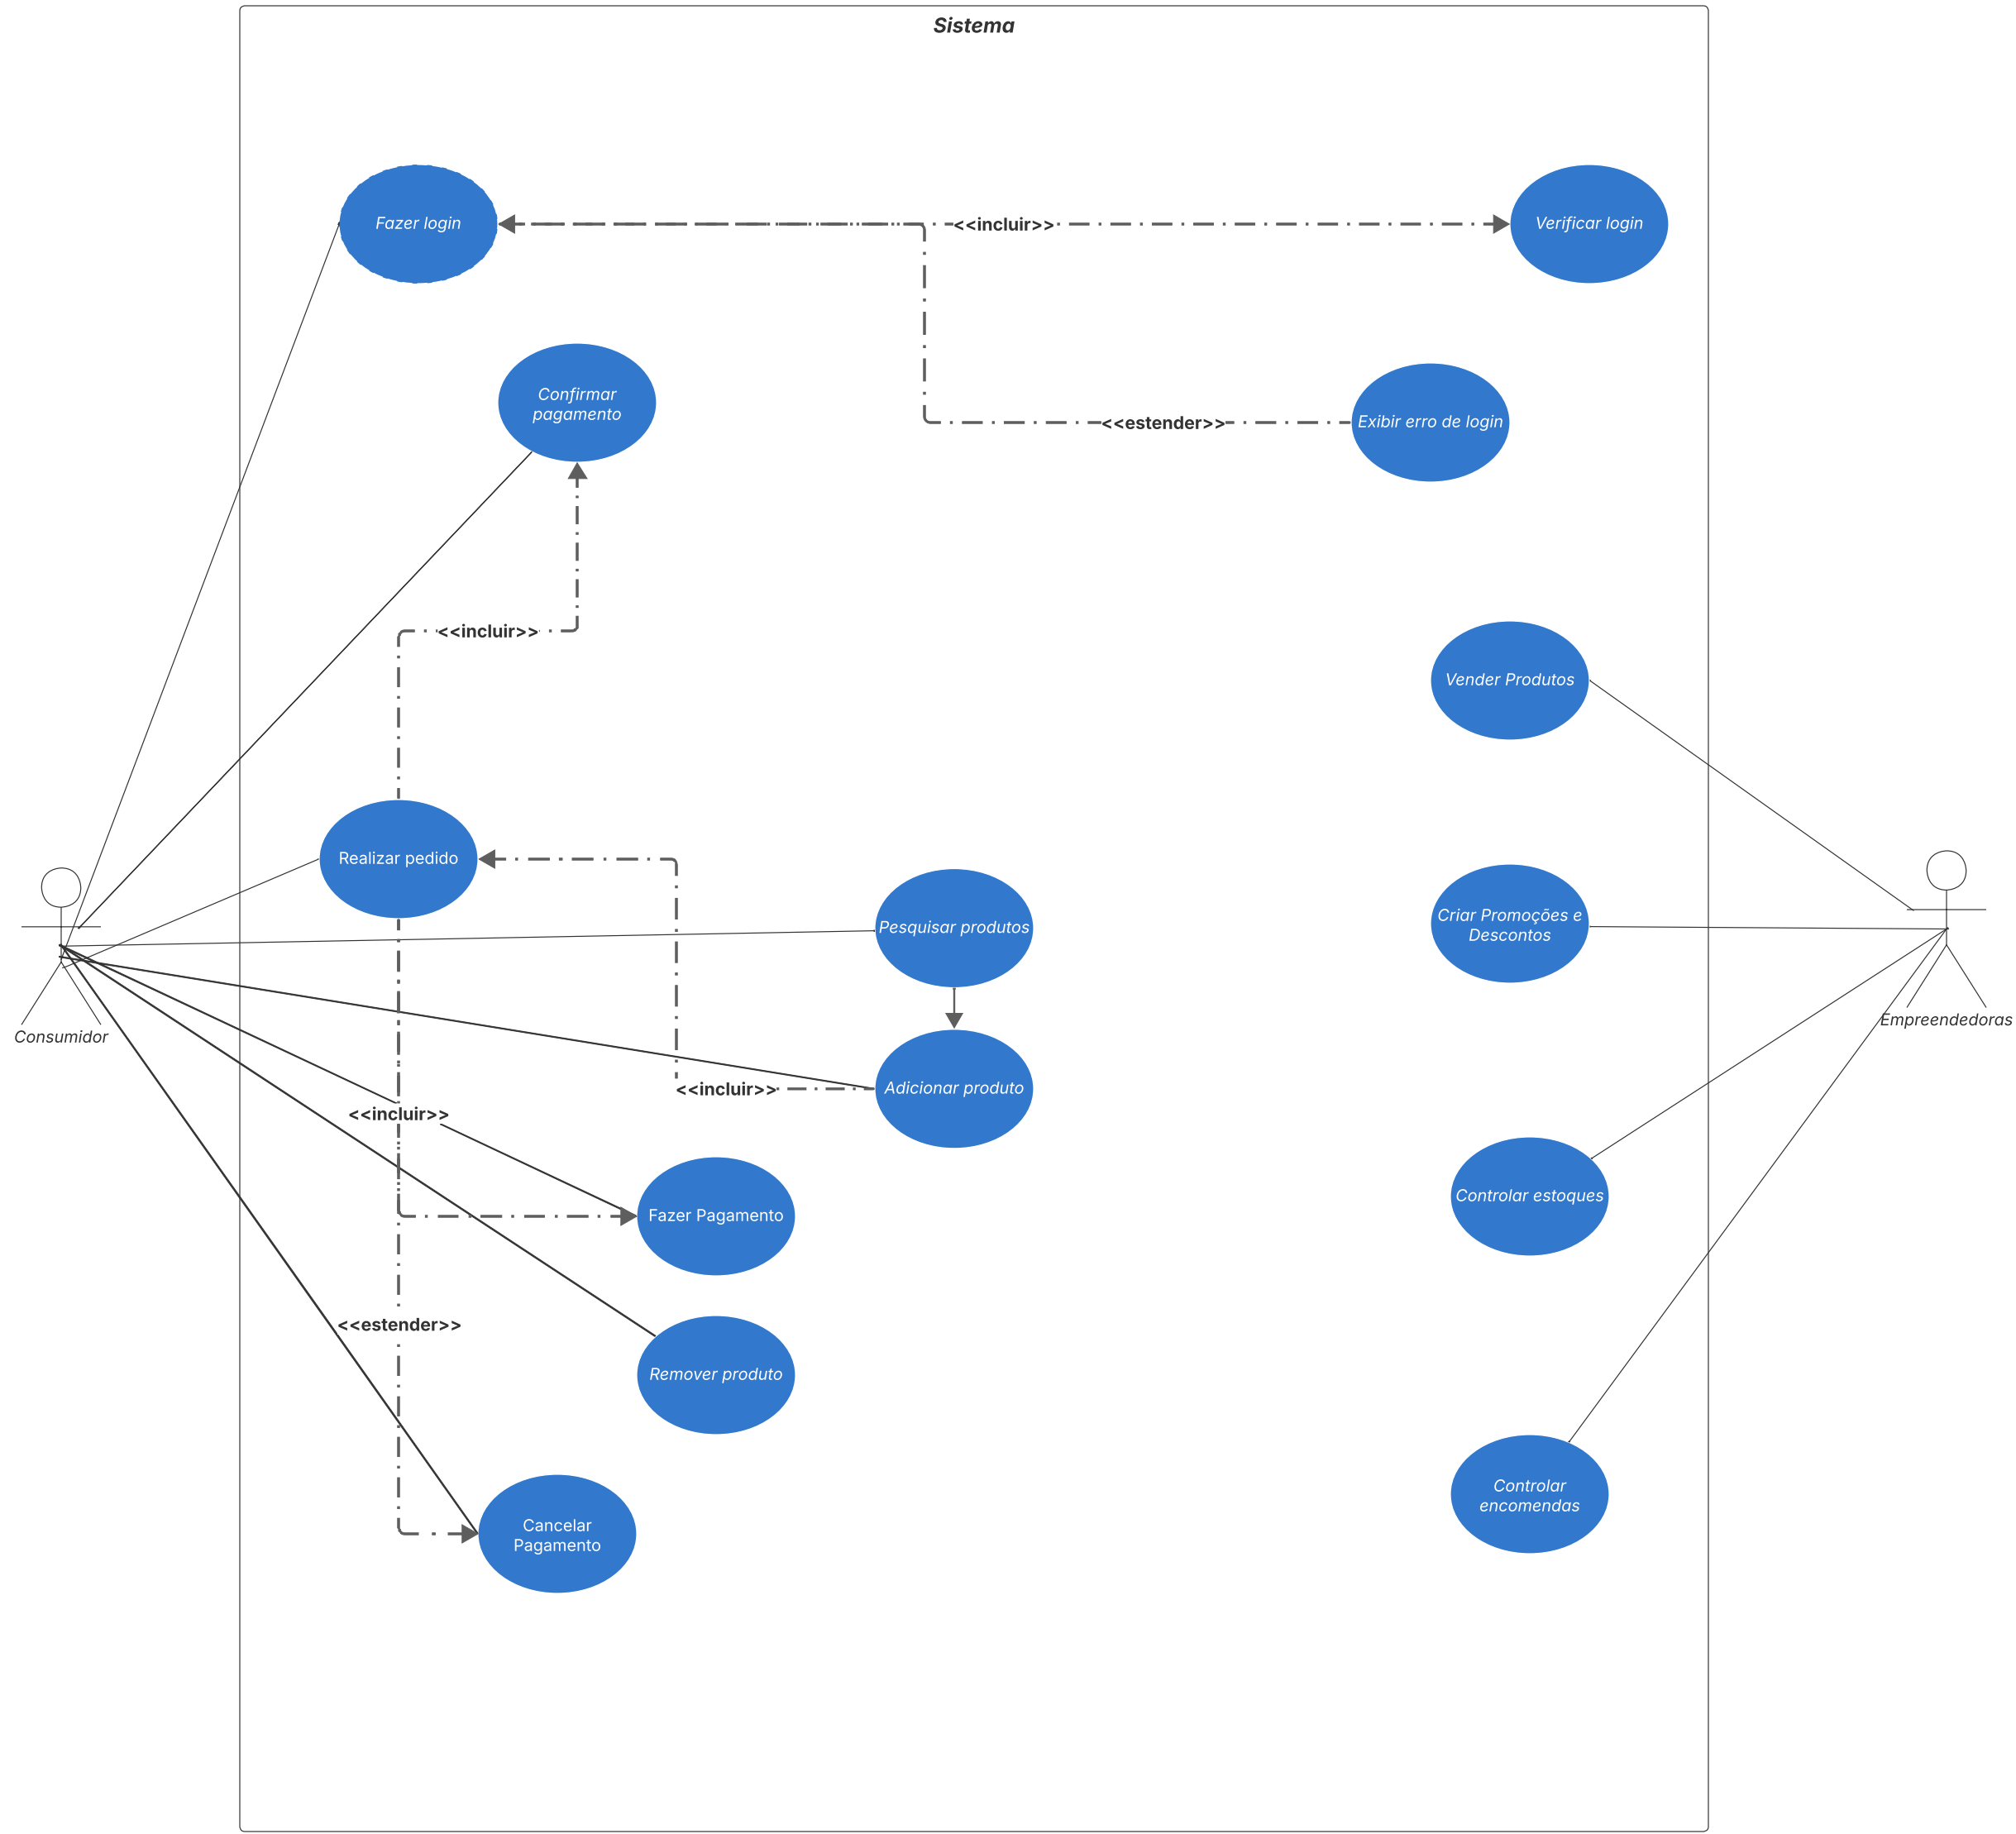 Sistema
Fazer login
<<incluir>>
Verificar login
Confirmar
pagamento
Exibir erro de login
<<estender>>
<<incluir>>
Vender Produtos
Realizar pedido
Pesquisar produtos
Criar Promoções e
Descontos
Consumidor
Empreendedoras
<<incluir>>
Adicionar produto
<<incluir>>
Fazer Pagamento
Controlar estoques
<<estender>>
Remover produto
Controlar
encomendas
Cancelar
Pagamento